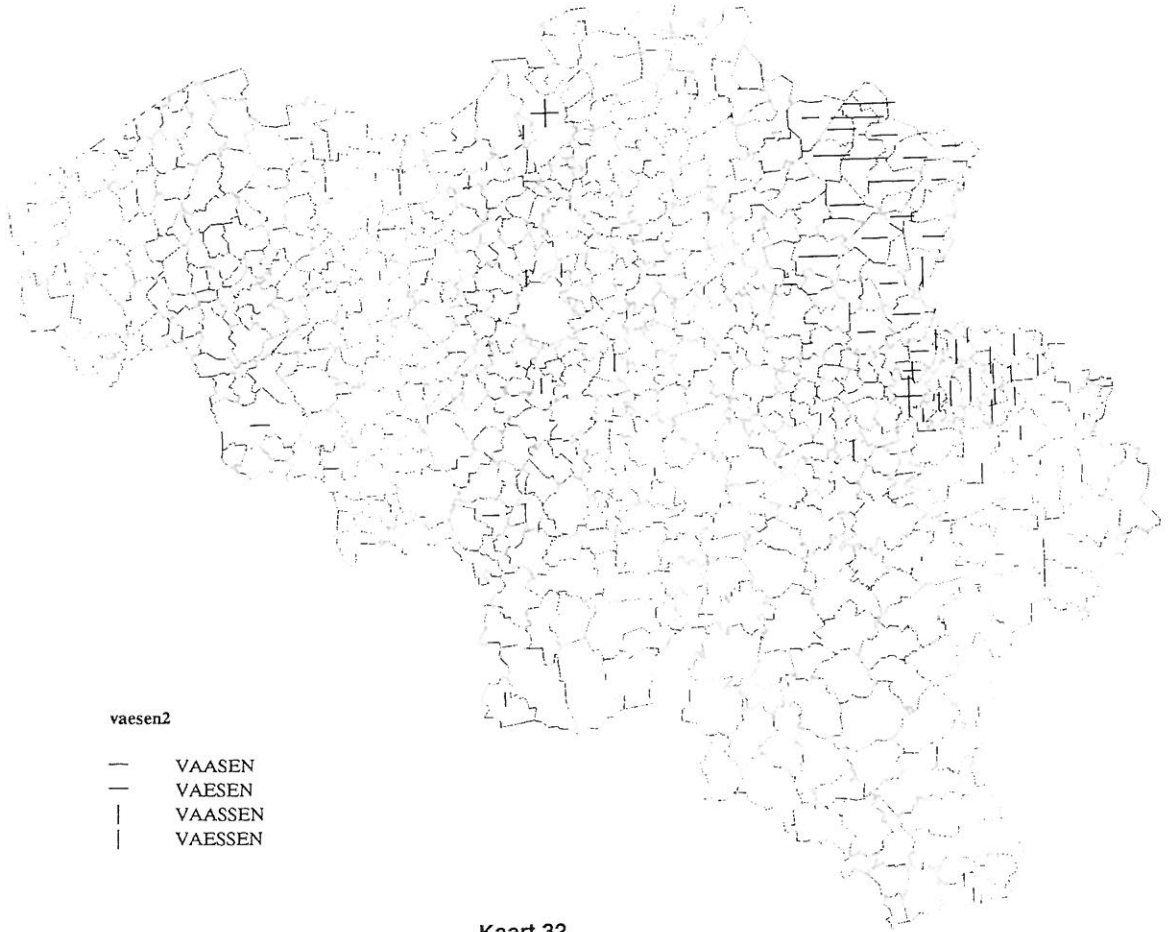 vaesen2
— VAASEN
— VAESEN
| VAASSEN
| VAESSEN
Kaart 32